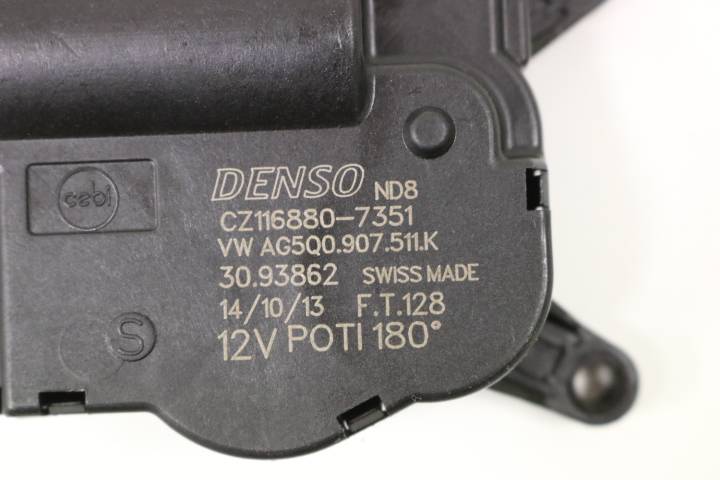 DENSO ND8
cebi
CZ116880-7351
VW AG5Q0.907.511.K
30.93862 SWISS MADE
14/10/13 F.T.128
12V POTI 180°
S